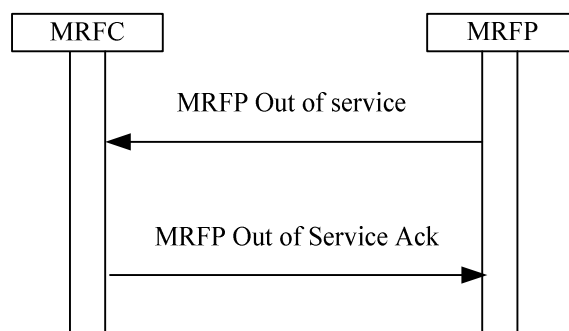 MRFC
MRFP
MRFP Out of service
MRFP Out of Service Ack